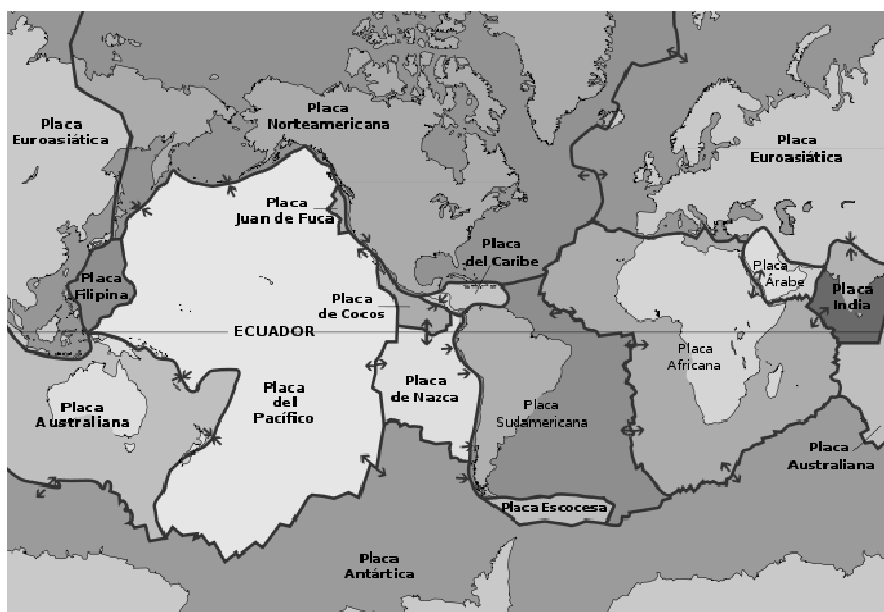 Placa
Norteamericana
Placa
Euroasiática
Placa
Euroasiática
Placa
Juan de Fuca
Placa
del Caribe
Placa
Filipina
Placa
Árabe
Placa
India
Placa
de Cocos
ECUADOR
Placa
Africana
Placa
del
Pacífico
Placa
de Nazca
Placa
Australiana
Placa
Sudamericana
Placa
Australiana
Placa Escocesa
Placa
Antártica